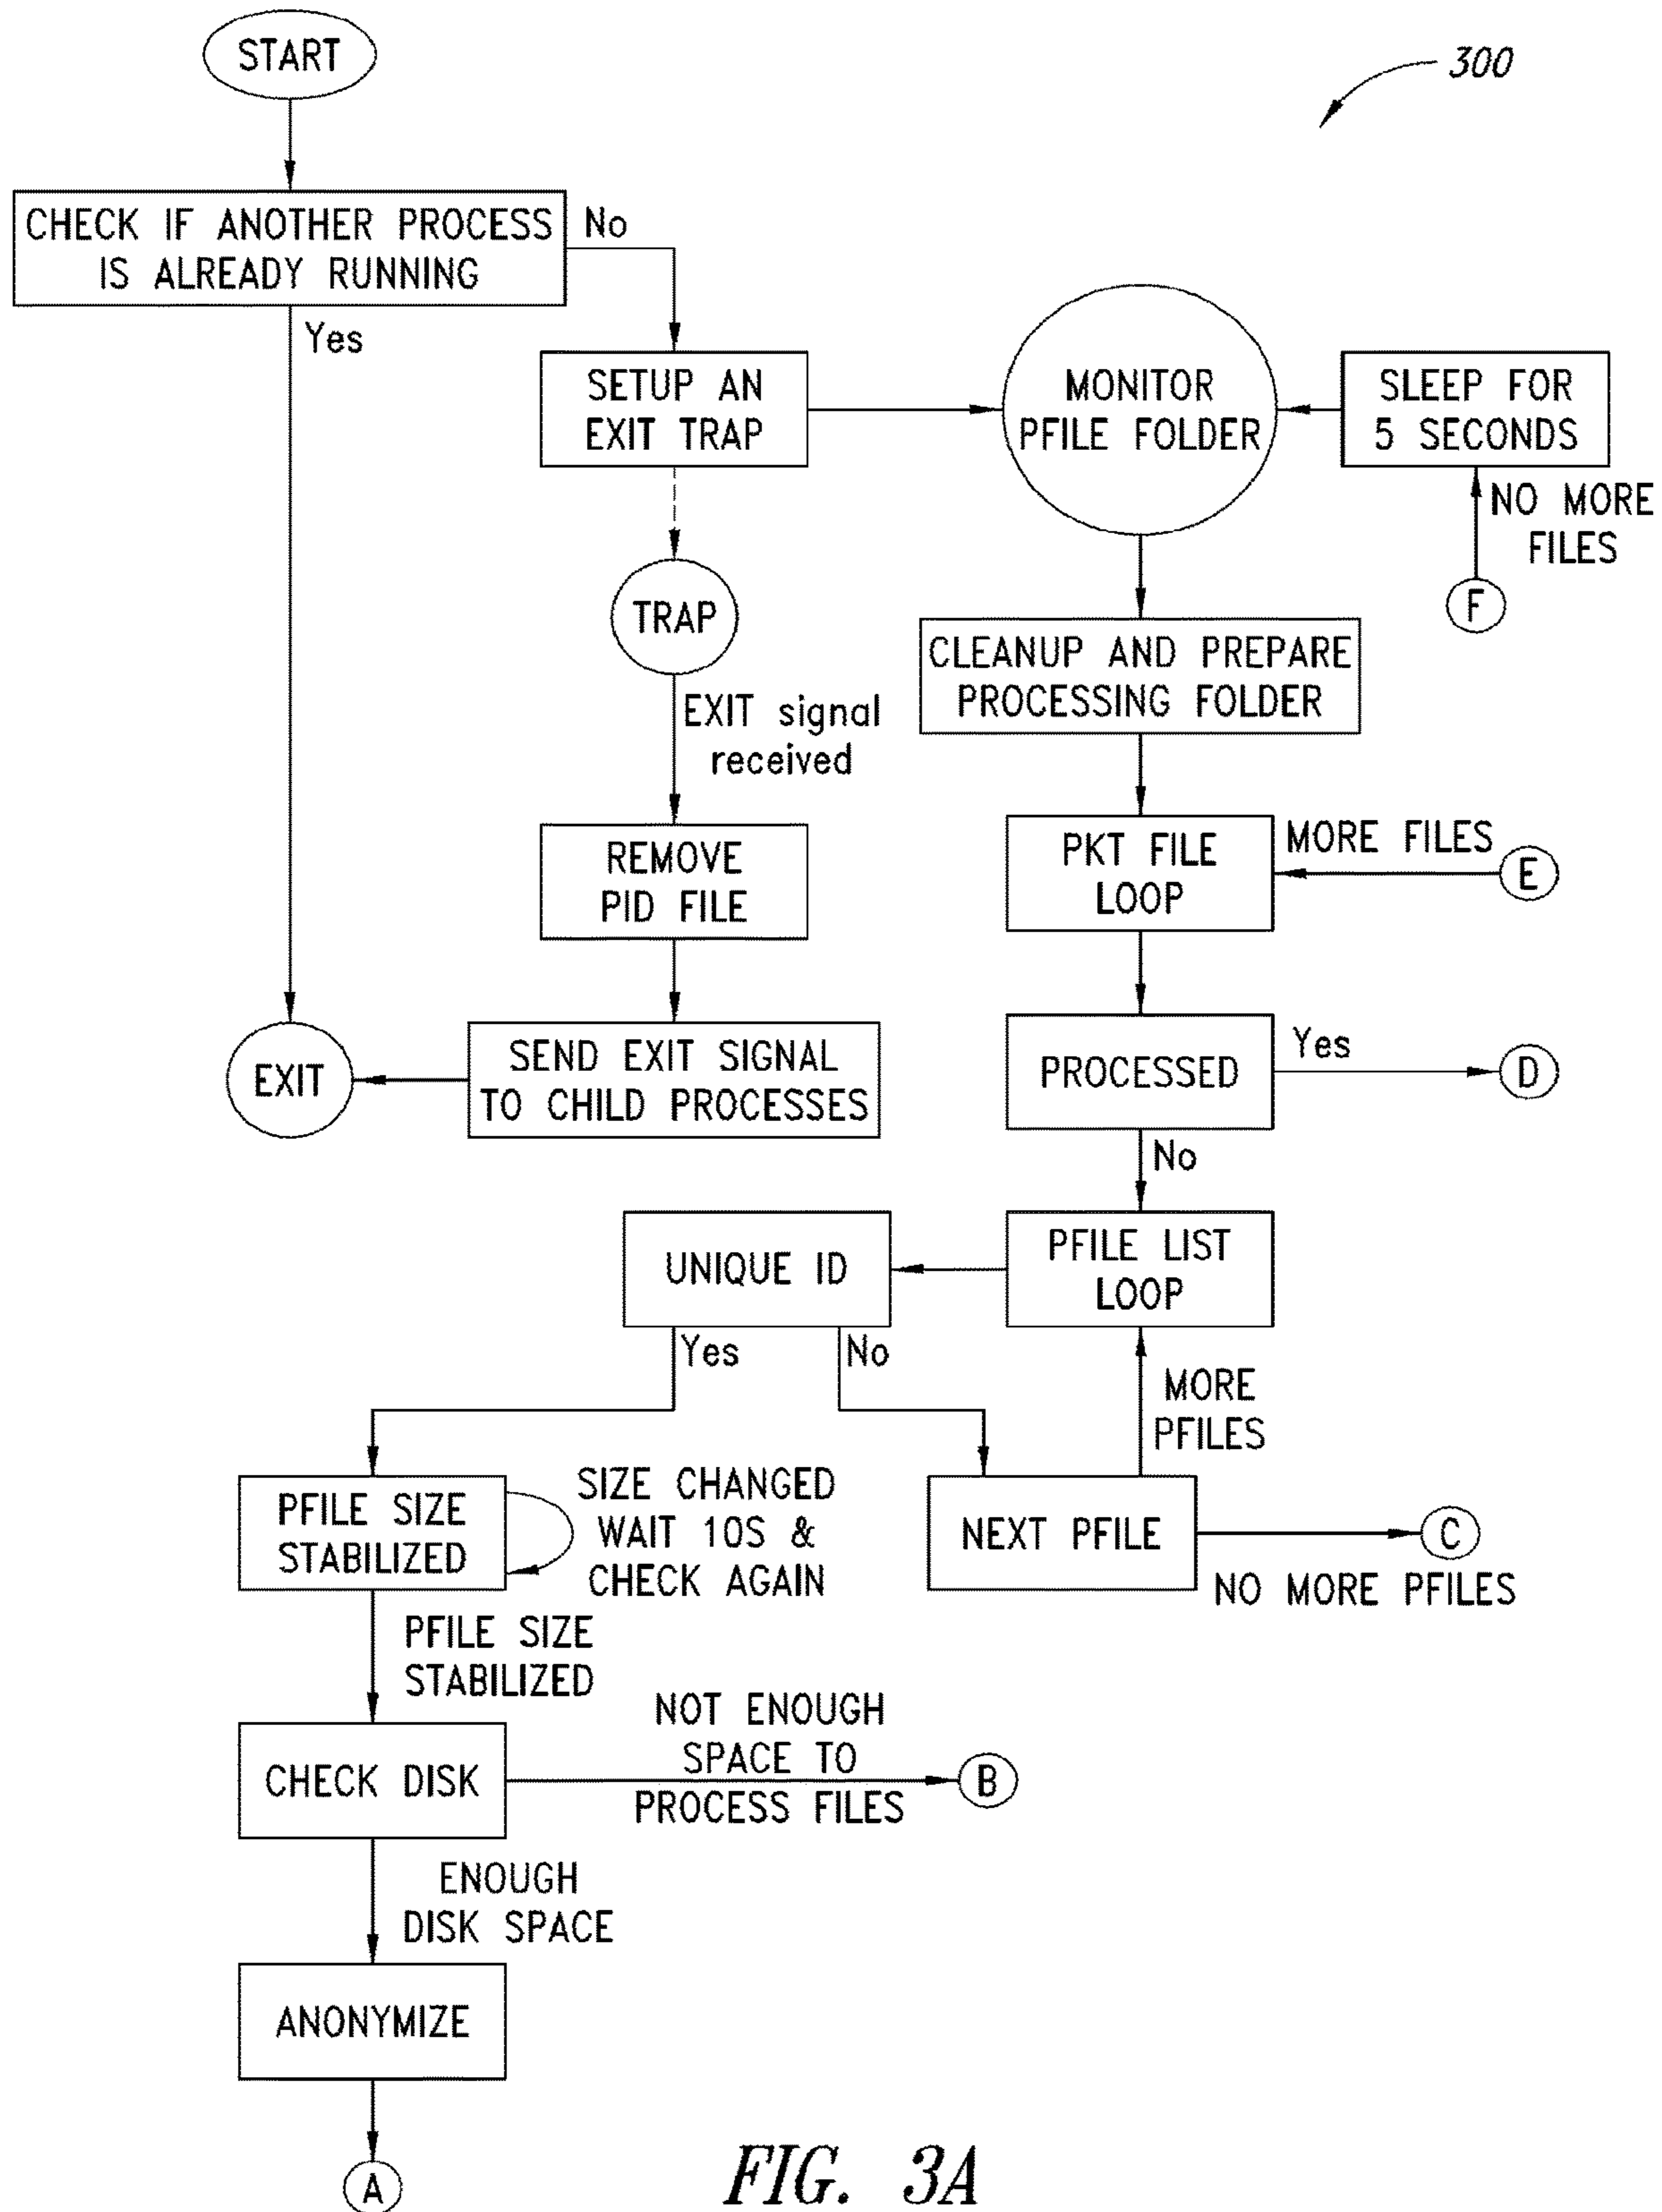 START
300
CHECK IF ANOTHER PROCESS
IS ALREADY RUNNING
No
Yes
SETUP AN
EXIT TRAP
MONITOR
PFILE FOLDER
SLEEP FOR
5 SECONDS
NO MORE
FILES
F
TRAP
CLEANUP AND PREPARE
PROCESSING FOLDER
EXIT signal
received
REMOVE
PID FILE
PKT FILE
LOOP
MORE FILES
E
EXIT
SEND EXIT SIGNAL
TO CHILD PROCESSES
PROCESSED
Yes
D
No
UNIQUE ID
PFILE LIST
LOOP
Yes
No
MORE
PFILES
PFILE SIZE
STABILIZED
SIZE CHANGED
WAIT 10S &
CHECK AGAIN
NEXT PFILE
C
NO MORE PFILES
PFILE SIZE
STABILIZED
CHECK DISK
NOT ENOUGH
SPACE TO
PROCESS FILES
B
ENOUGH
DISK SPACE
ANONYMIZE
A
FIG. 3A